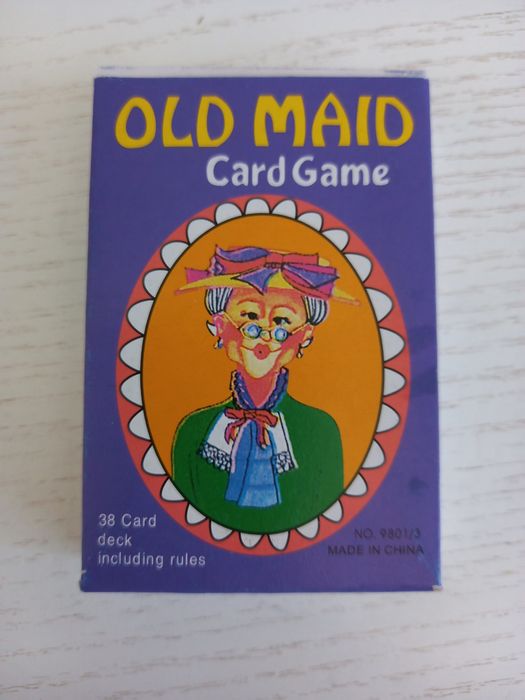 OLD MAID
Card Game
38 Card
deck
including rules
NO. 9801/3
MADE IN CHINA